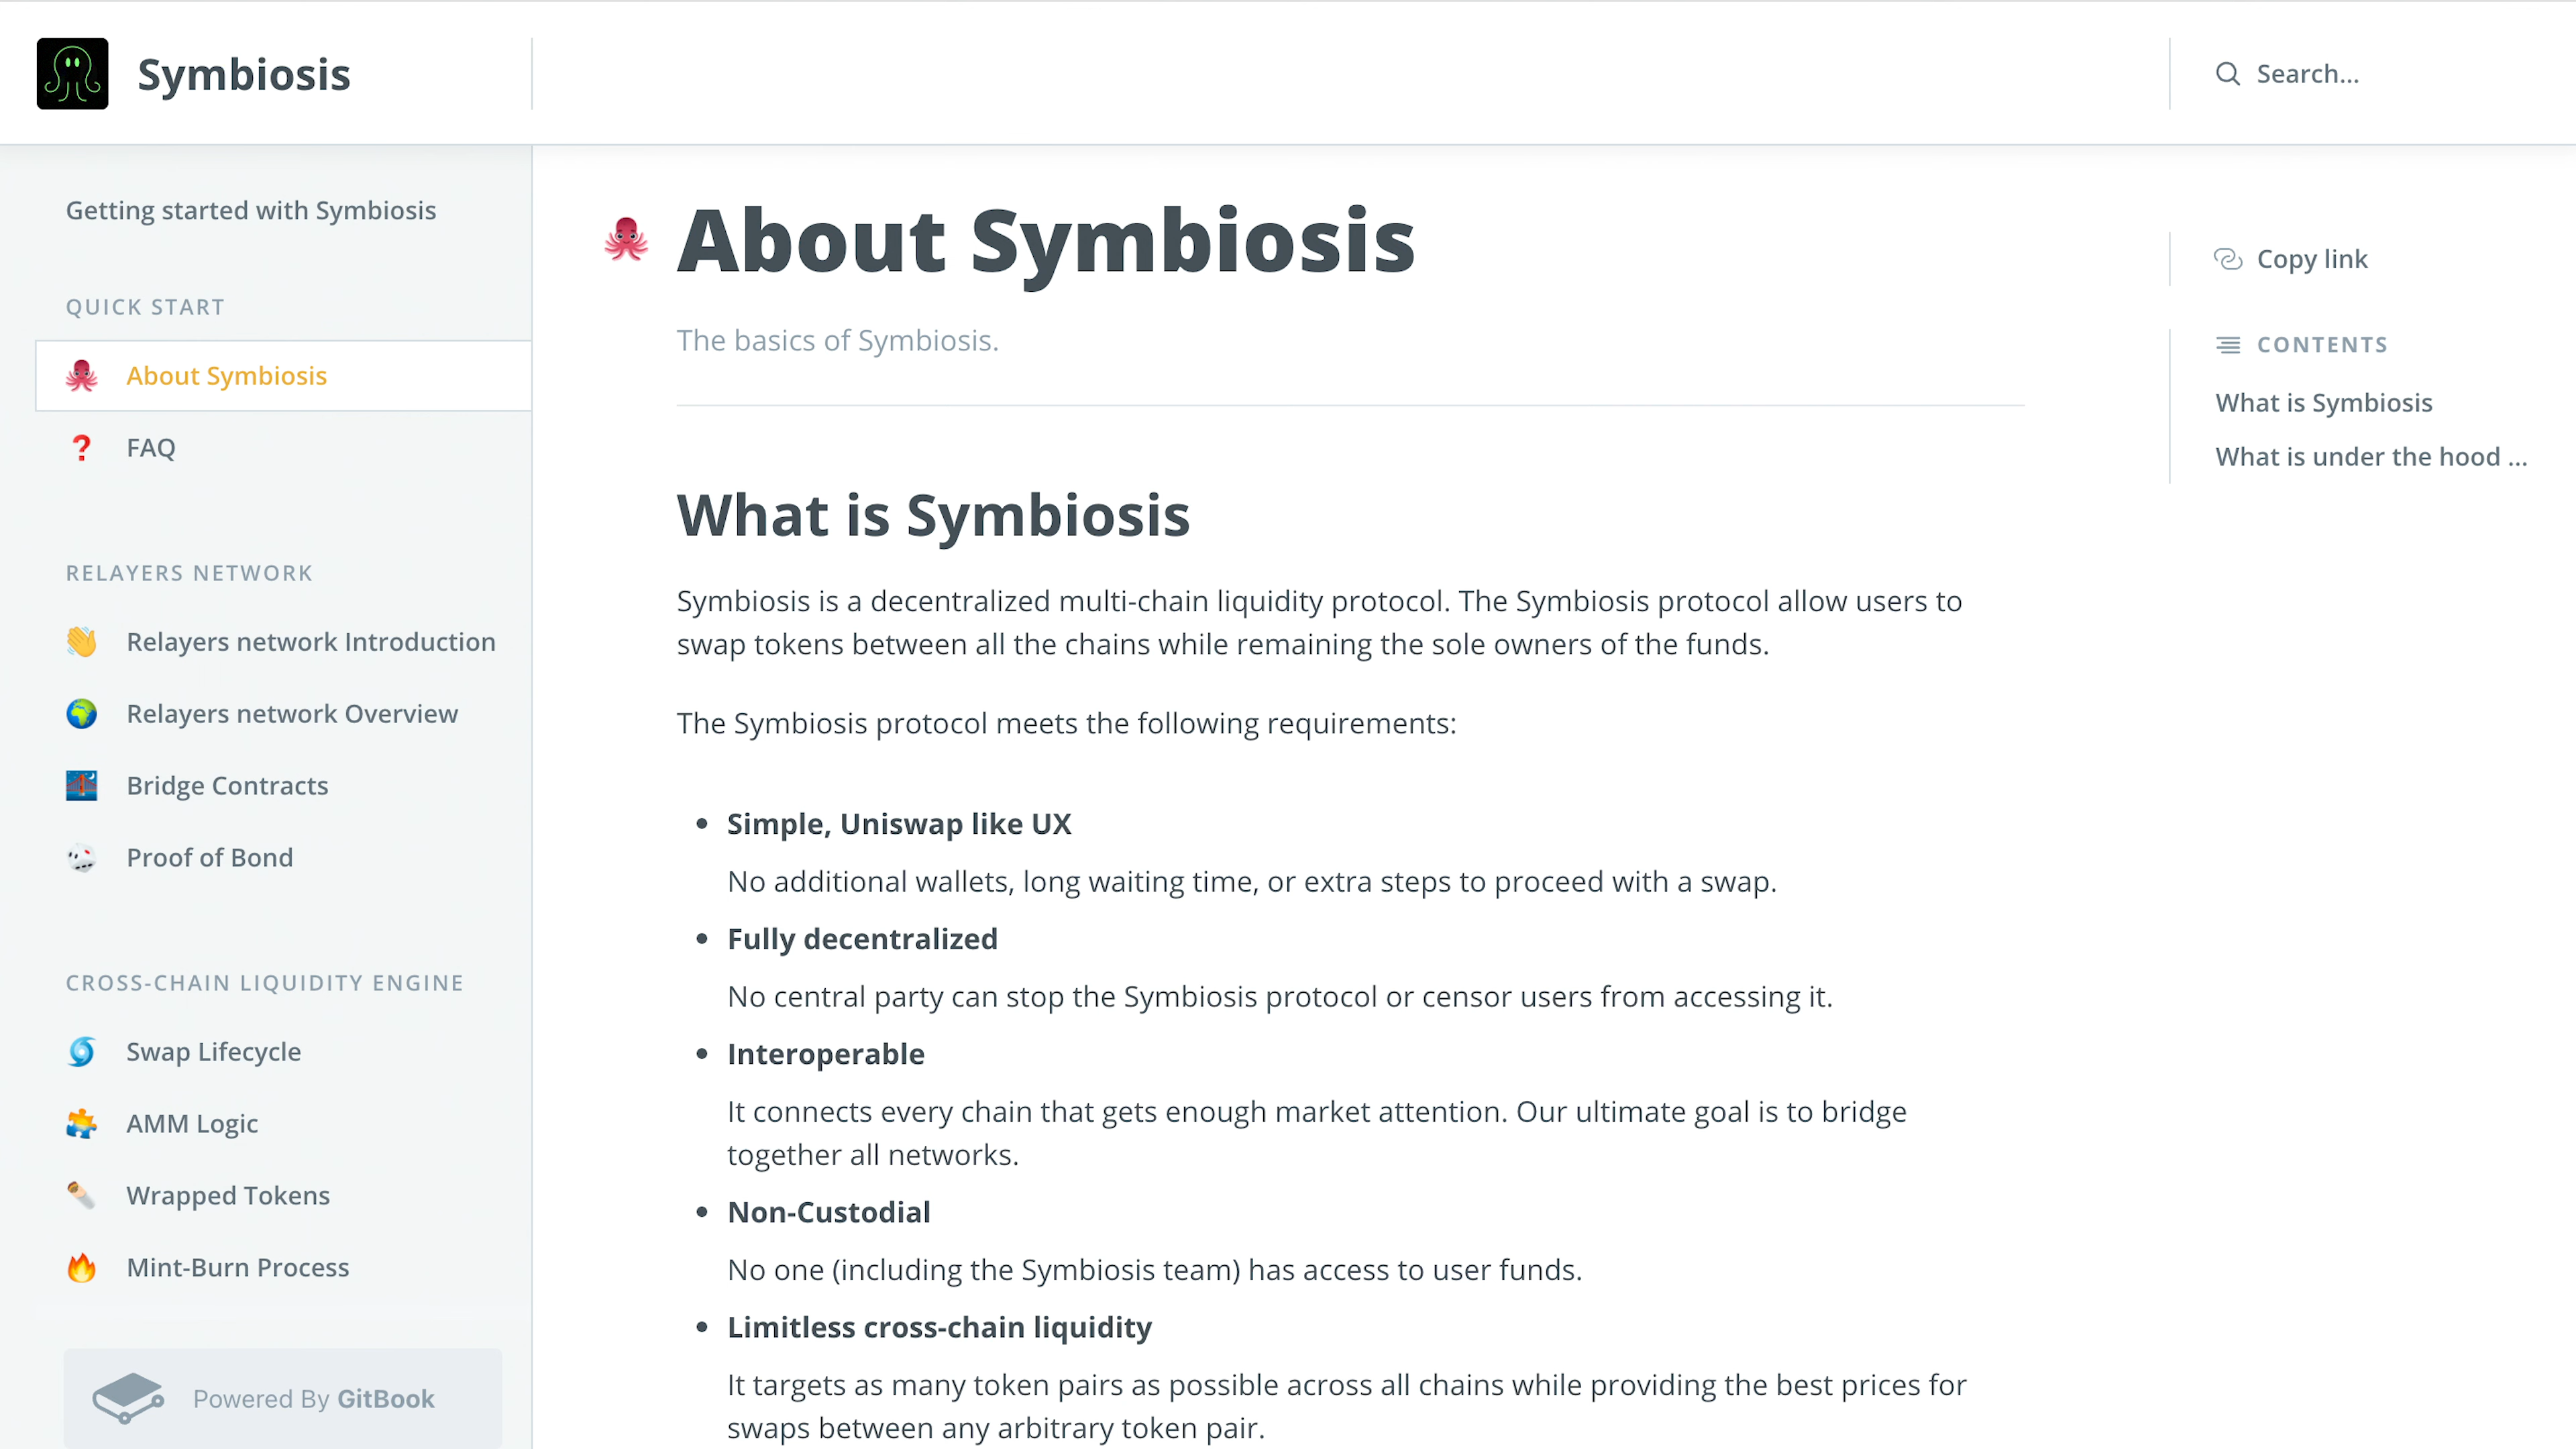 Symbiosis
Search...
Getting started with Symbiosis
QUICK START
About Symbiosis
FAQ
RELAYERS NETWORK
Relayers network Introduction
Relayers network Overview
Bridge Contracts
Proof of Bond
CROSS-CHAIN LIQUIDITY ENGINE
Swap Lifecycle
AMM Logic
Wrapped Tokens
Mint-Burn Process
Powered By GitBook
About Symbiosis
The basics of Symbiosis.
What is Symbiosis
Symbiosis is a decentralized multi-chain liquidity protocol. The Symbiosis protocol allow users to
swap tokens between all the chains while remaining the sole owners of the funds.
The Symbiosis protocol meets the following requirements:
• Simple, Uniswap like UX
No additional wallets, long waiting time, or extra steps to proceed with a swap.
• Fully decentralized
No central party can stop the Symbiosis protocol or censor users from accessing it.
• Interoperable
It connects every chain that gets enough market attention. Our ultimate goal is to bridge
together all networks.
• Non-Custodial
No one (including the Symbiosis team) has access to user funds.
• Limitless cross-chain liquidity
It targets as many token pairs as possible across all chains while providing the best prices for
swaps between any arbitrary token pair.
Copy link
CONTENTS
What is Symbiosis
What is under the hood ...